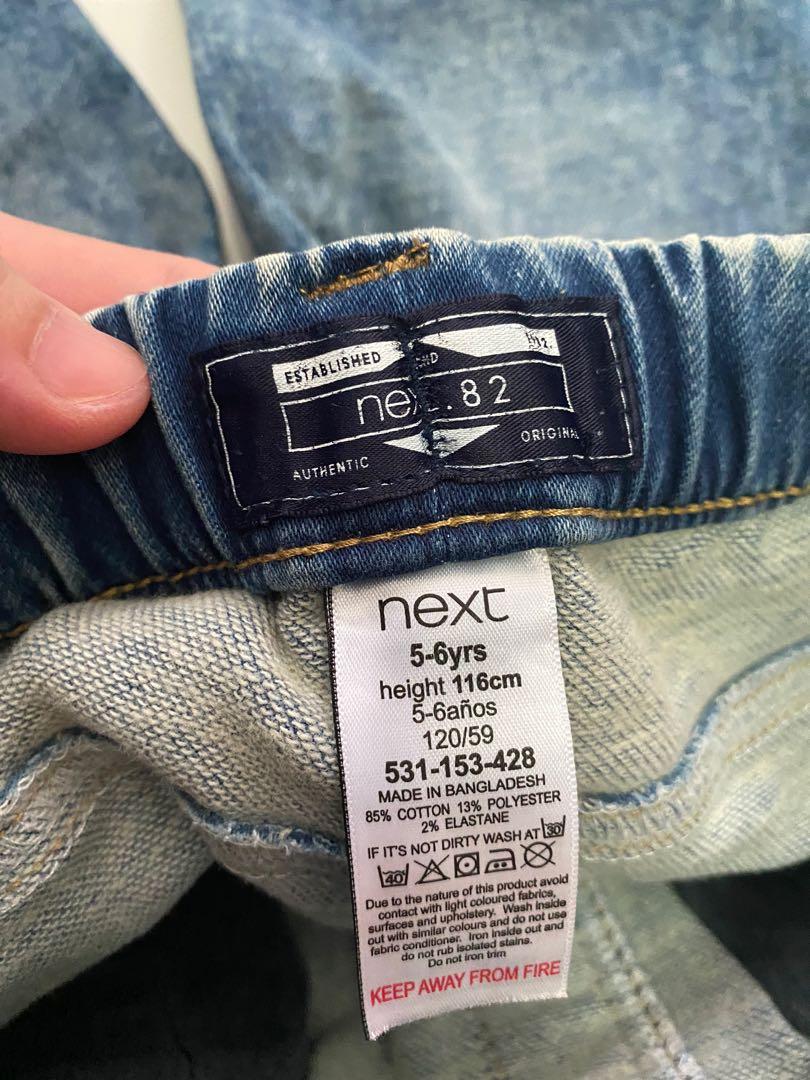 ESTABLISHED
next.82
AUTHENTIC ORIGINAL
next
5-6yrs
height 116cm
5-6años
120/59
531-153-428
MADE IN BANGLADESH
85% COTTON 13% POLYESTER
2% ELASTANE
IF IT'S NOT DIRTY WASH AT 30
40
Due to the nature of this product avoid
contact with light coloured fabrics,
surfaces and upholstery. Wash inside
out with similar colours and do not use
fabric conditioner. Iron inside out and
do not rub isolated stains.
Do not iron trim
KEEP AWAY FROM FIRE